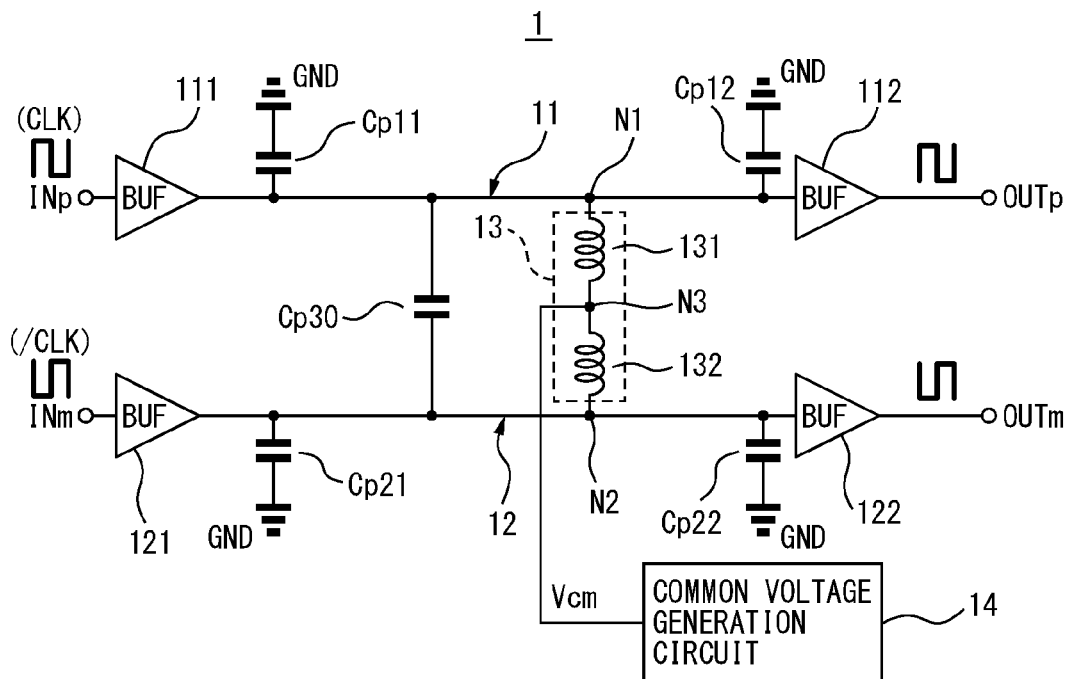 1
(CLK)
INp
111
BUF
GND
Cp11
11
N1
Cp12
GND
112
BUF
OUTp
13
131
N3
132
Cp30
(/CLK)
INm
BUF
121
Cp21
GND
12
N2
Cp22
GND
BUF
122
OUTm
Vcm
COMMON VOLTAGE
GENERATION
CIRCUIT
14